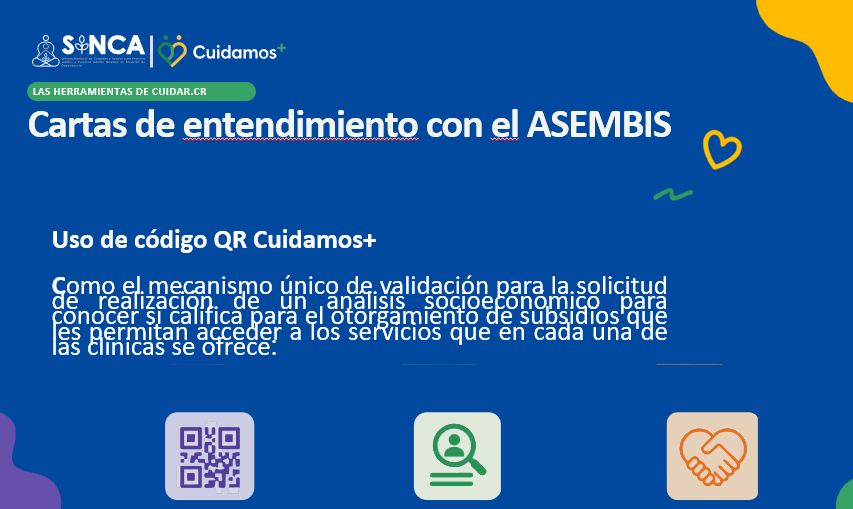 SINCA
Cuidamos+
LAS HERRAMIENTAS DE CUIDAR.CR
Cartas de entendimiento con el ASEMBIS
Uso de código QR Cuidamos+
Como el mecanismo único de validación para la solicitud
de realización de un análisis socioeconómico para
conocer si califica para el otorgamiento de subsidios que
les permitan acceder a los servicios que en cada una de
las clínicas se ofrece: